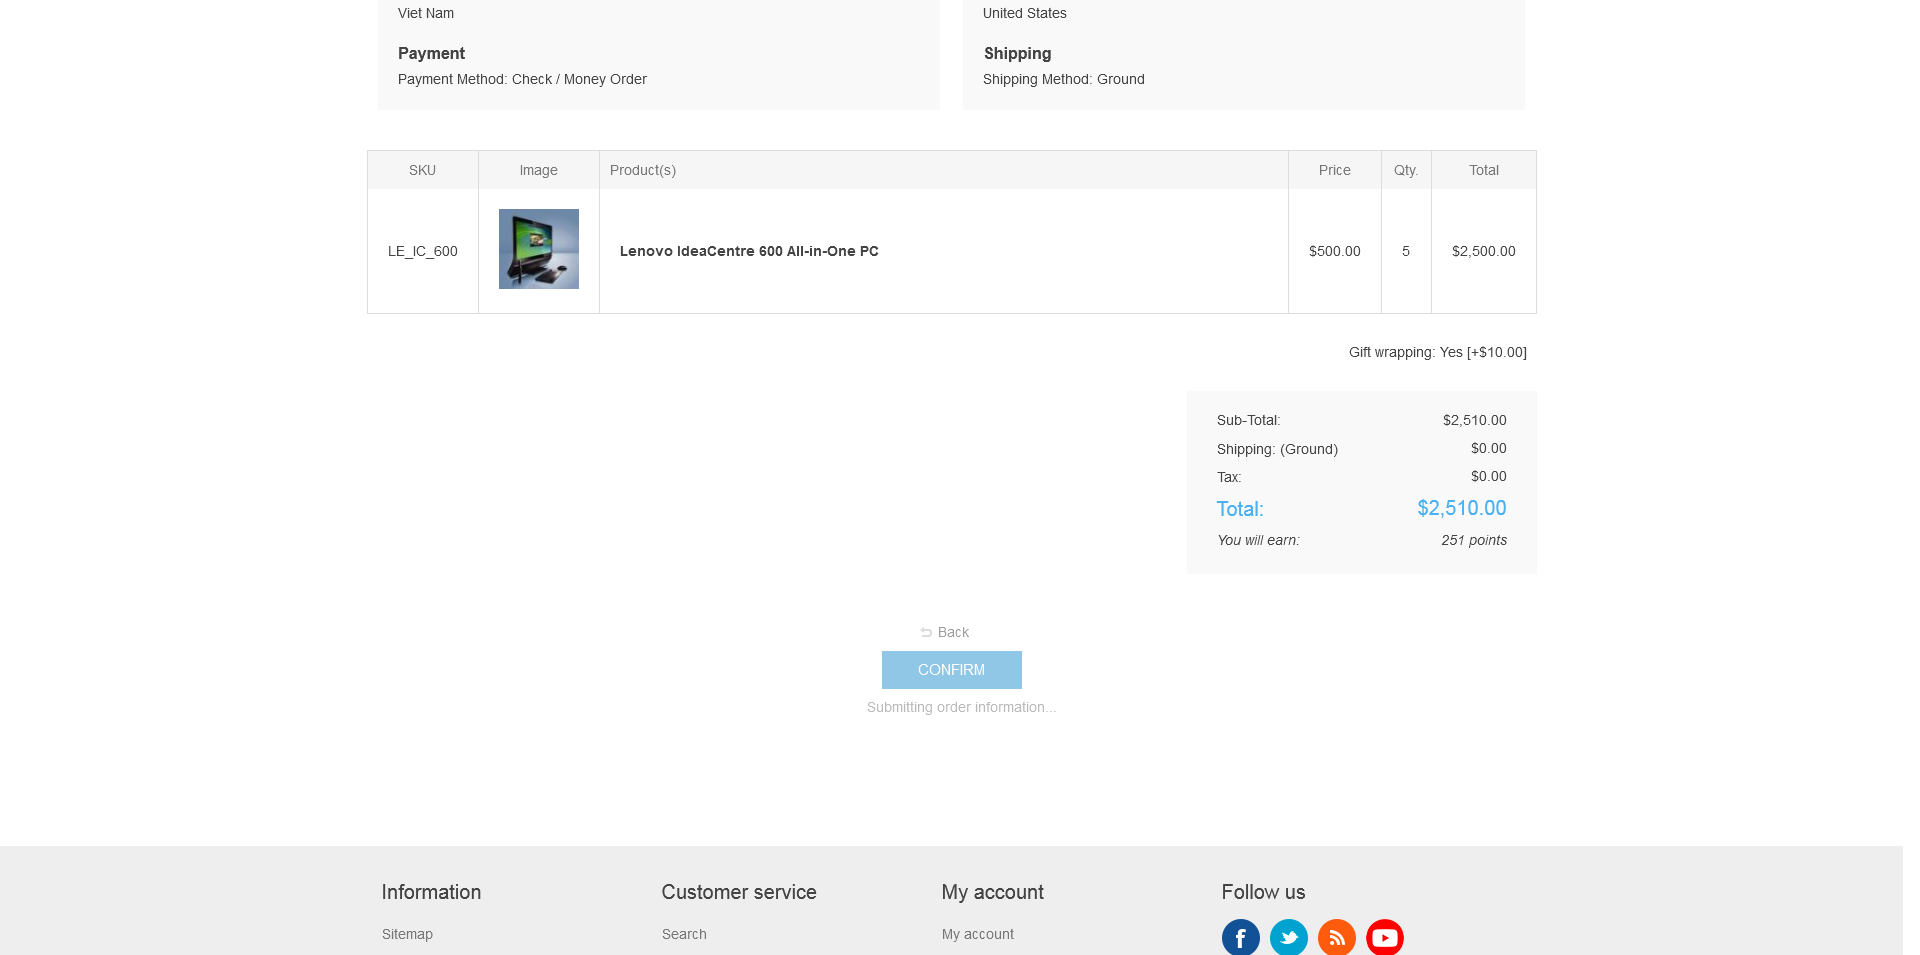 Viet Nam
United States
Payment
Shipping
Payment Method: Check / Money Order
Shipping Method: Ground
SKU Image Product(s) Price Qty. Total
LE_IC_600 Lenovo IdeaCentre 600 All-in-One PC $500.00 5 $2,500.00
Gift wrapping: Yes [+$10.00]
Sub-Total: $2,510.00
Shipping: (Ground) $0.00
Tax: $0.00
Total: $2,510.00
You will earn: 251 points
Back
CONFIRM
Submitting order information...
Information Customer service My account Follow us
Sitemap Search My account